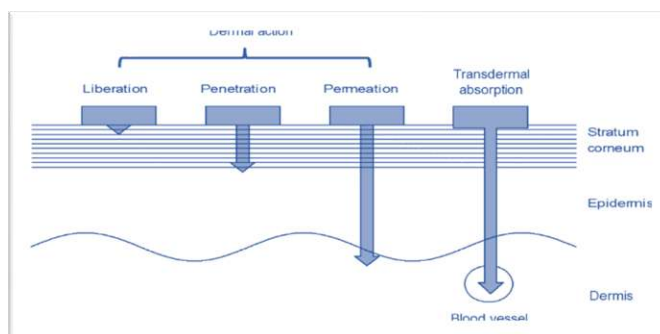 Dermal action
Liberation
Penetration
Permeation
Transdermal
absorption
Stratum
corneum
Epidermis
Dermis
Blood vessel